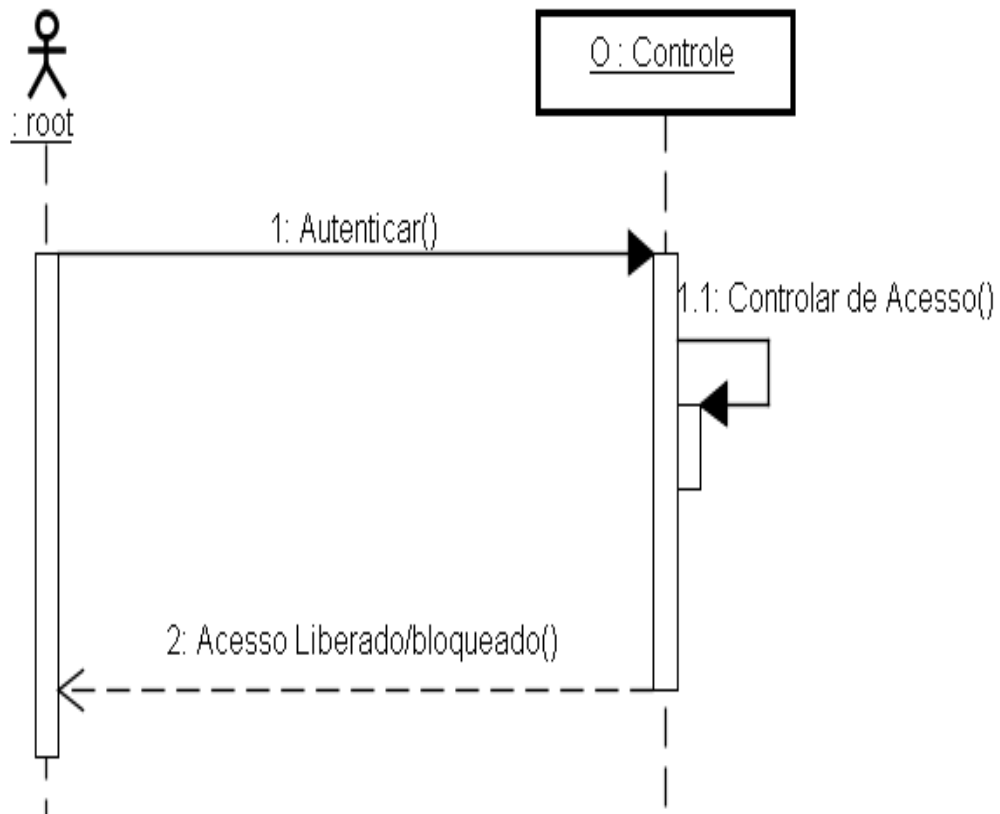 : root
O : Controle
1: Autenticar()
1.1: Controlar de Acesso()
2: Acesso Liberado/bloqueado()